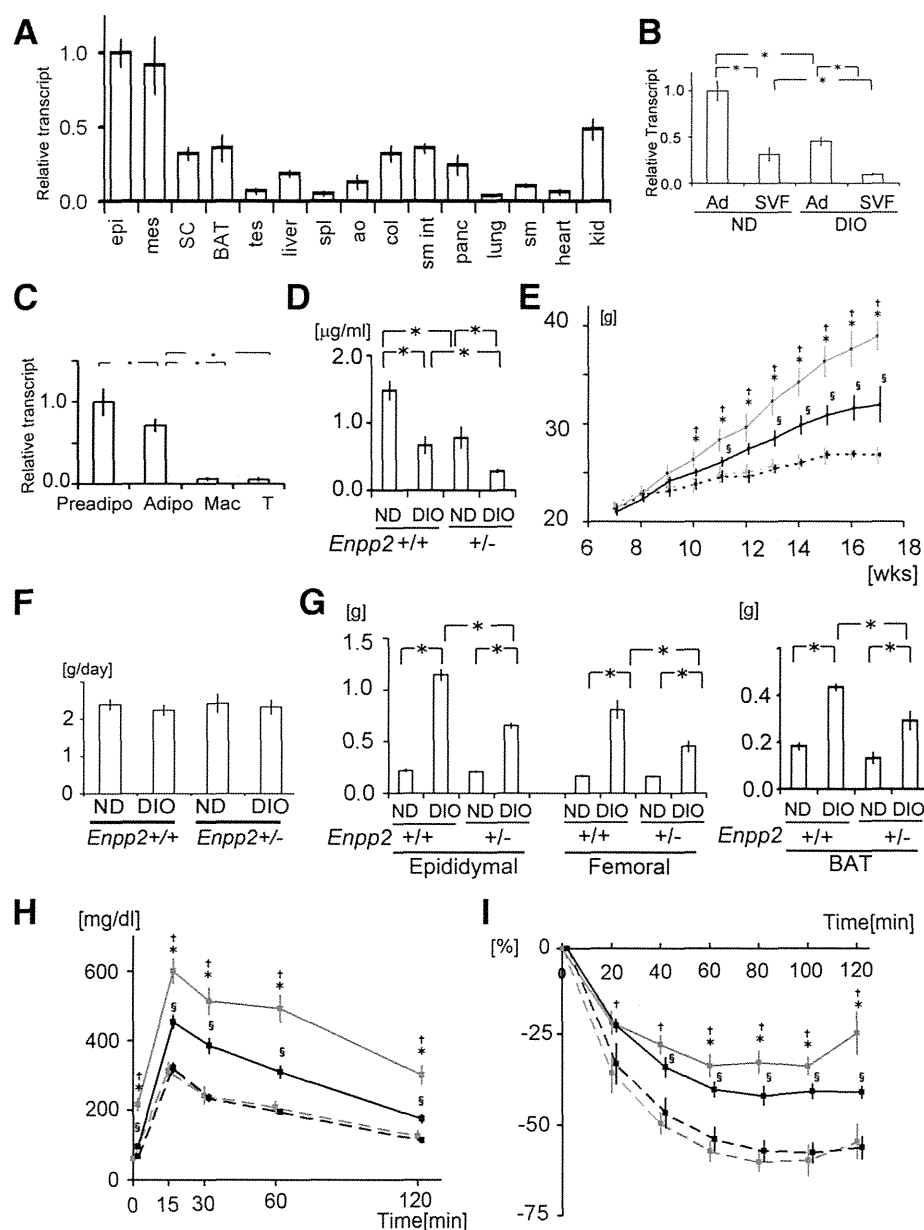 A
Relative transcript
1.0
0.5
0.0
epi
mes
SC
BAT
tes
liver
spl
ao
col
sm int
panc
lung
sm
heart
kid
B
Relative Transcript
1.0
0.5
0.0
* * * *
Ad SVF Ad SVF
ND DIO
C
Relative transcript
1.0
0.0
* * *
Preadipo Adipo Mac T
D
[µg/ml]
2.0
1.5
1.0
0.5
0.0
* * * *
ND DIO ND DIO
Enpp2 +/+ +/-
E
[g]
40
30
20
† † † † † † † †
* * * * * * * *
§ § § § § § §
6 8 10 12 14 16 18
[wks]
F
[g/day]
2
1
0
ND DIO ND DIO
Enpp2+/+ Enpp2+/-
G
[g]
1.5
1.0
0.5
0.0
* * * * * *
ND DIO ND DIO ND DIO ND DIO
Enpp2 +/+ +/- +/+ +/-
Epididymal Femoral
[g]
0.6
0.4
0.2
0.0
* * *
ND DIO ND DIO
Enpp2 +/+ +/-
BAT
H
[mg/dl]
600
400
200
0
† † † † †
* * * * *
§ § § § §
0 15 30 60 120
Time[min]
I
Time[min]
[%]
0
-25
-50
-75
0 20 40 60 80 100 120
† † † † † †
* * * *
§ § § § §